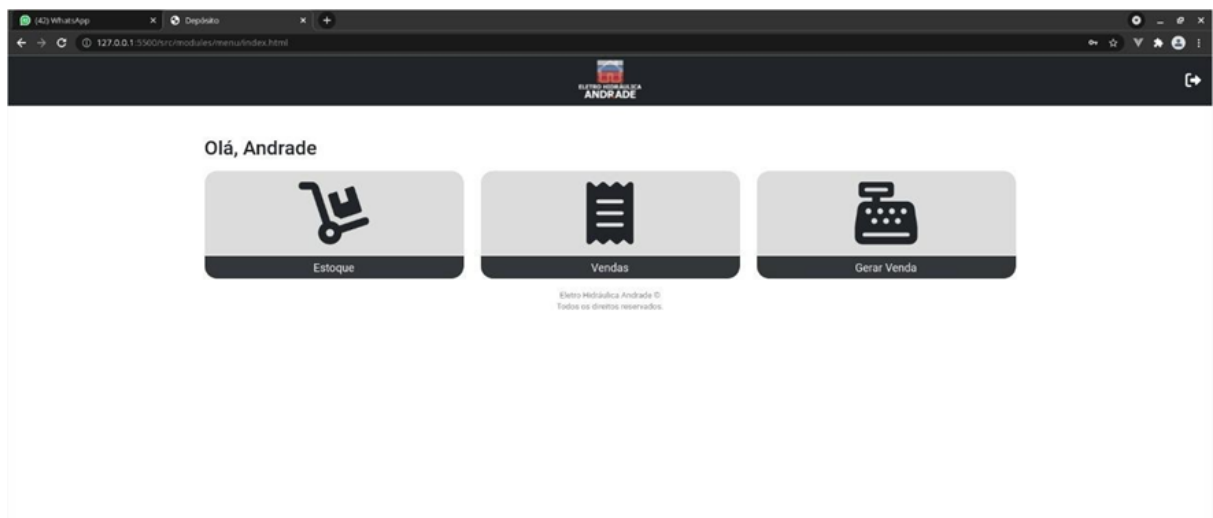 (42) WhatsApp
Depósito
127.0.0.1:5500/src/modules/menu/index.html
ELETRO HIDRÁULICA
ANDRADE
Olá, Andrade
Estoque
Vendas
Gerar Venda
Eletro Hidráulica Andrade ©
Todos os direitos reservados.